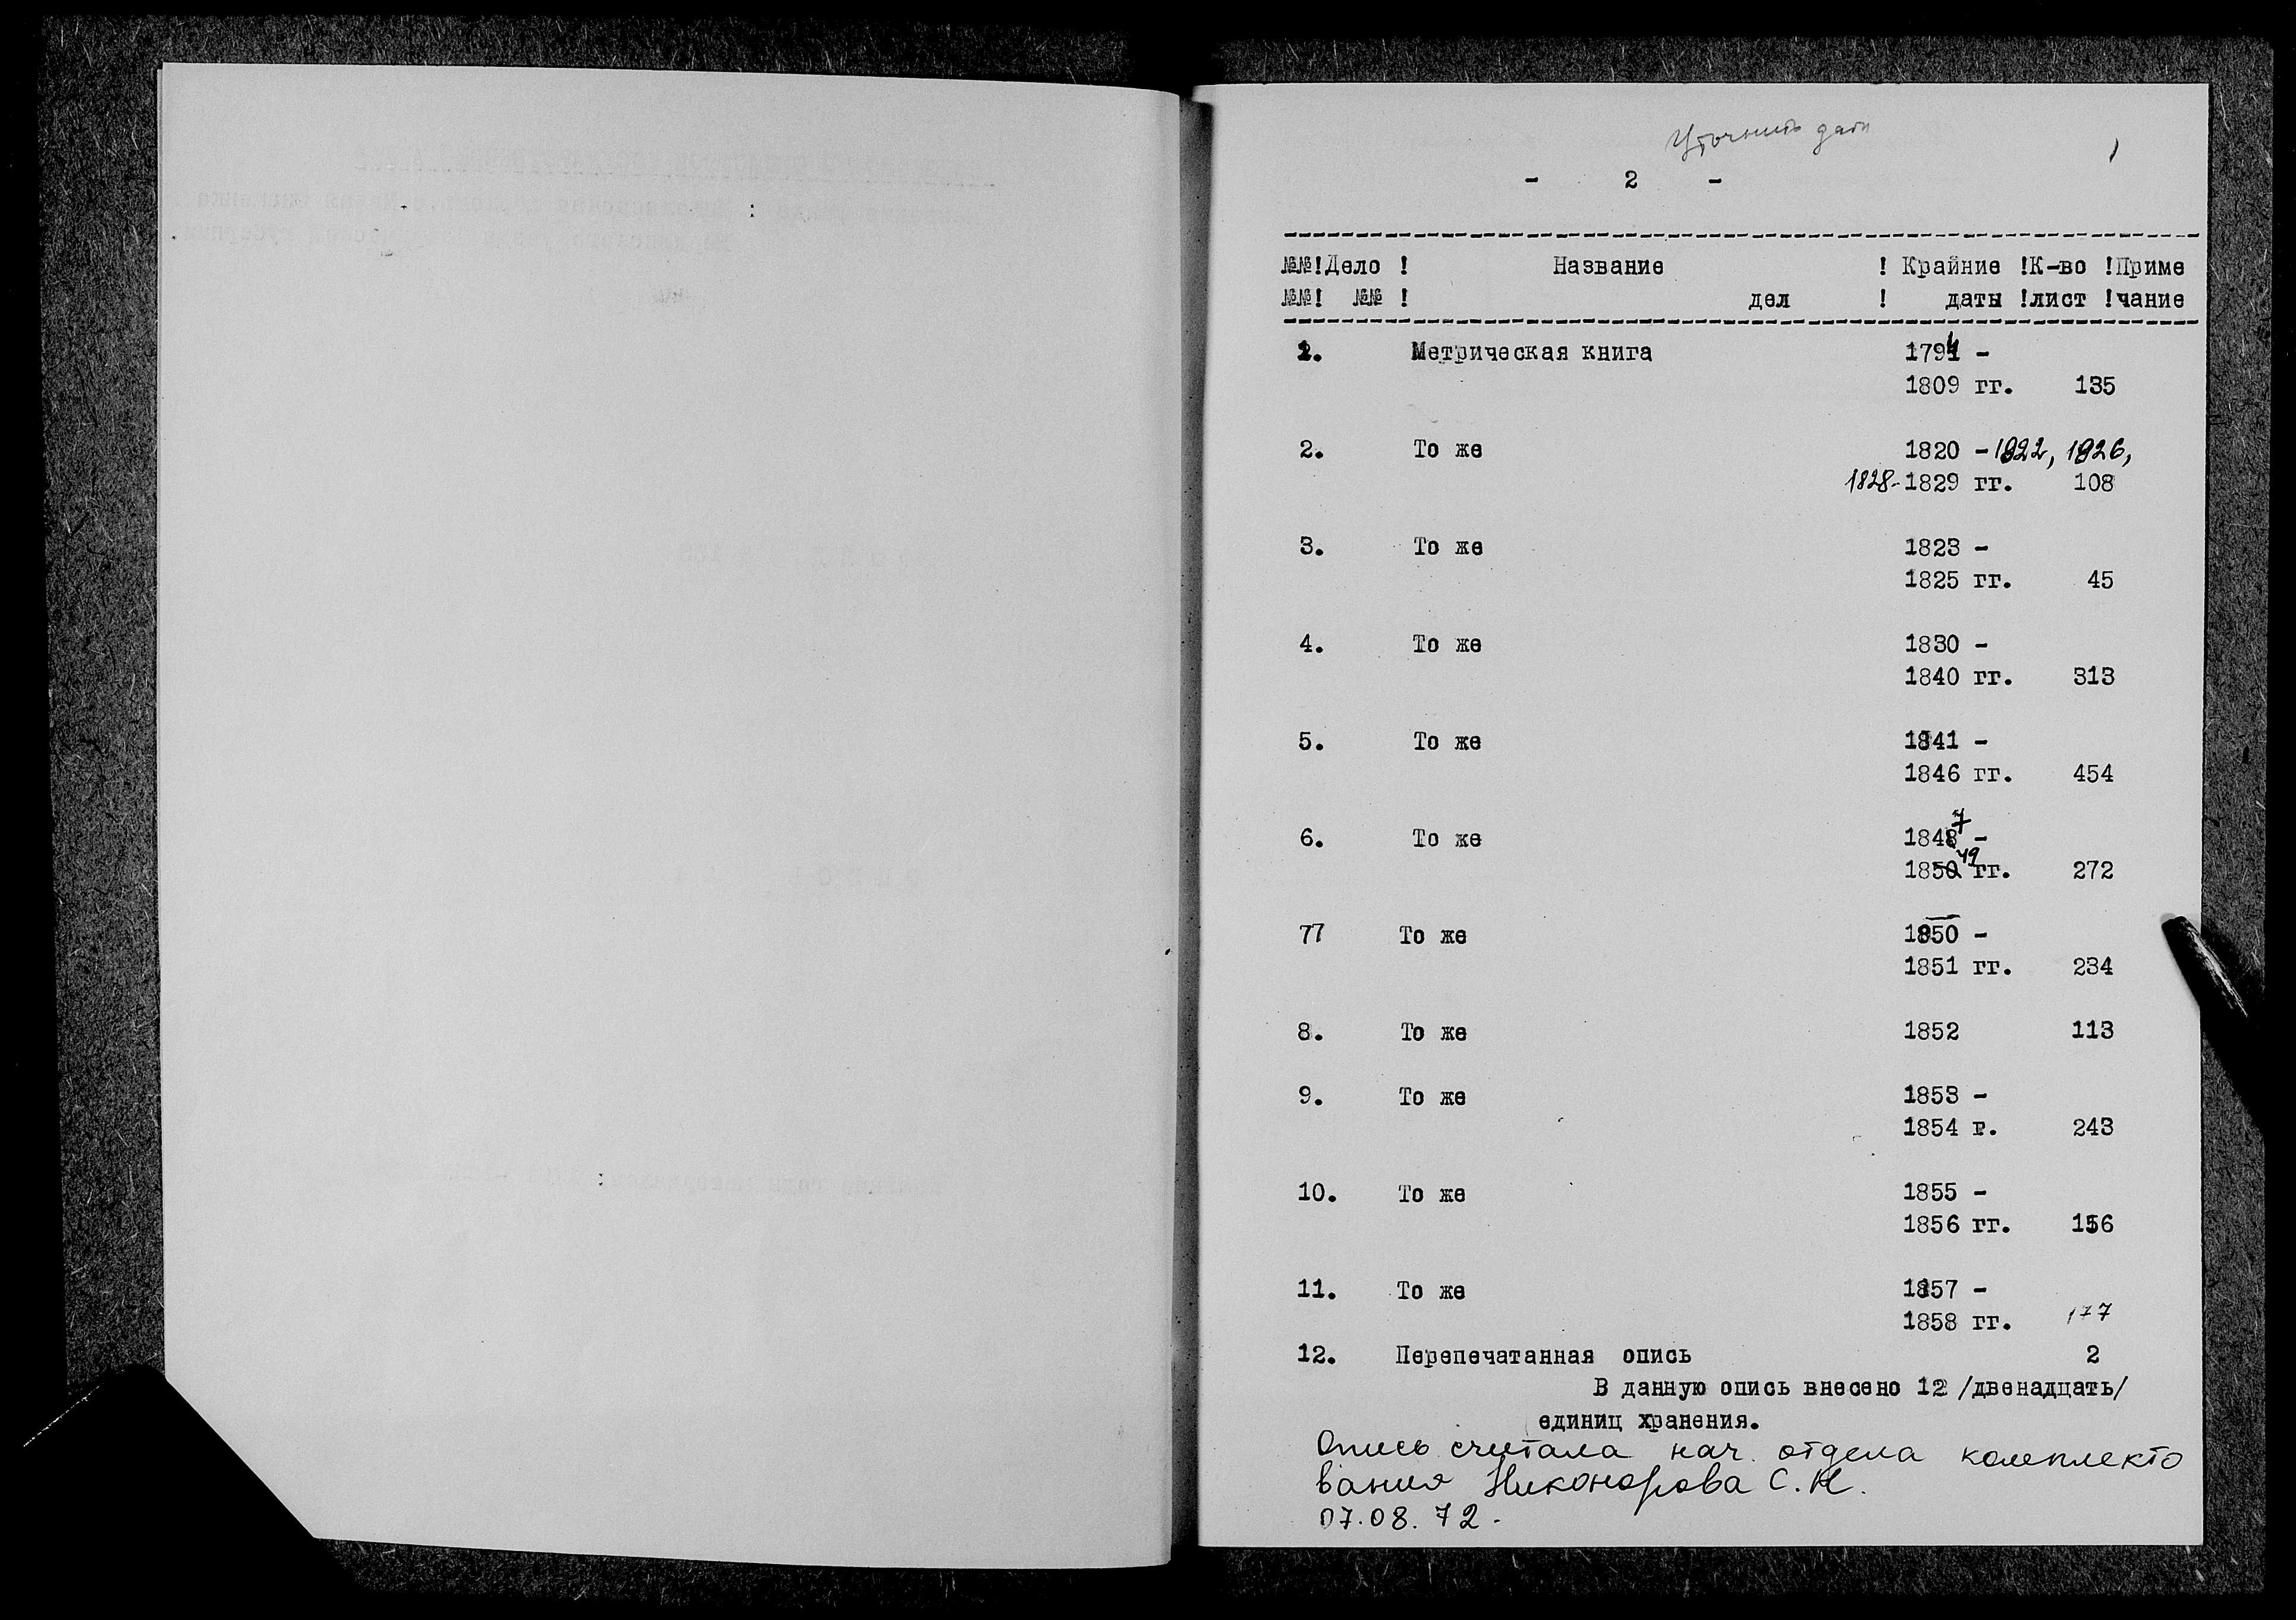 Уточнить даты
1
- 2 -
№№!Дело ! Название ! Крайние !К-во !Приме
№№! №№ ! дел ! даты !лист !чание
1. Метрическая книга 1794 -
1809 гг. 135
2. То же 1820 - 1822, 1826,
1828-1829 гг. 108
3. То же 1823 -
1825 гг. 45
4. То же 1830 -
1840 гг. 313
5. То же 1841 -
1846 гг. 454
6. То же 1847 -
1849 гг. 272
77 То же 1850 -
1851 гг. 234
8. То же 1852 113
9. То же 1853 -
1854 г. 243
10. То же 1855 -
1856 гг. 156
11. То же 1857 -
1858 гг. 177
12. Перепечатанная опись 2
В данную опись внесено 12 /двенадцать/
единиц хранения.
Опись считала нач. отдела комплекто
вания Никонорова С.Н.
07.08.72.